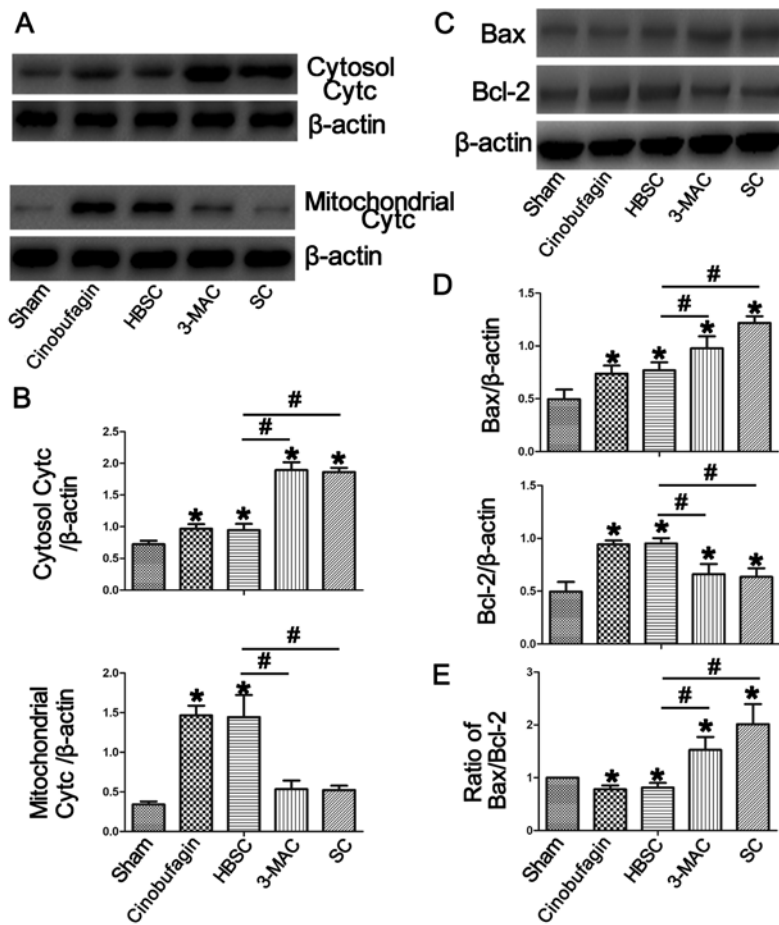 A
Cytosol
Cytc
β-actin
Mitochondrial
Cytc
β-actin
Sham
Cinobufagin
HBSC
3-MAC
SC
B
Cytosol Cytc
/β-actin
2.5
2.0
1.5
1.0
0.5
0.0
*
*
*
*
#
#
Mitochondrial
Cytc /β-actin
2.0
1.5
1.0
0.5
0.0
*
*
#
#
Sham
Cinobufagin
HBSC
3-MAC
SC
C
Bax
Bcl-2
β-actin
Sham
Cinobufagin
HBSC
3-MAC
SC
D
Bax/β-actin
1.5
1.0
0.5
0.0
*
*
*
*
#
#
Bcl-2/β-actin
1.5
1.0
0.5
0.0
*
*
*
*
#
#
E
Ratio of
Bax/Bcl-2
3
2
1
0
*
*
*
*
#
#
Sham
Cinobufagin
HBSC
3-MAC
SC